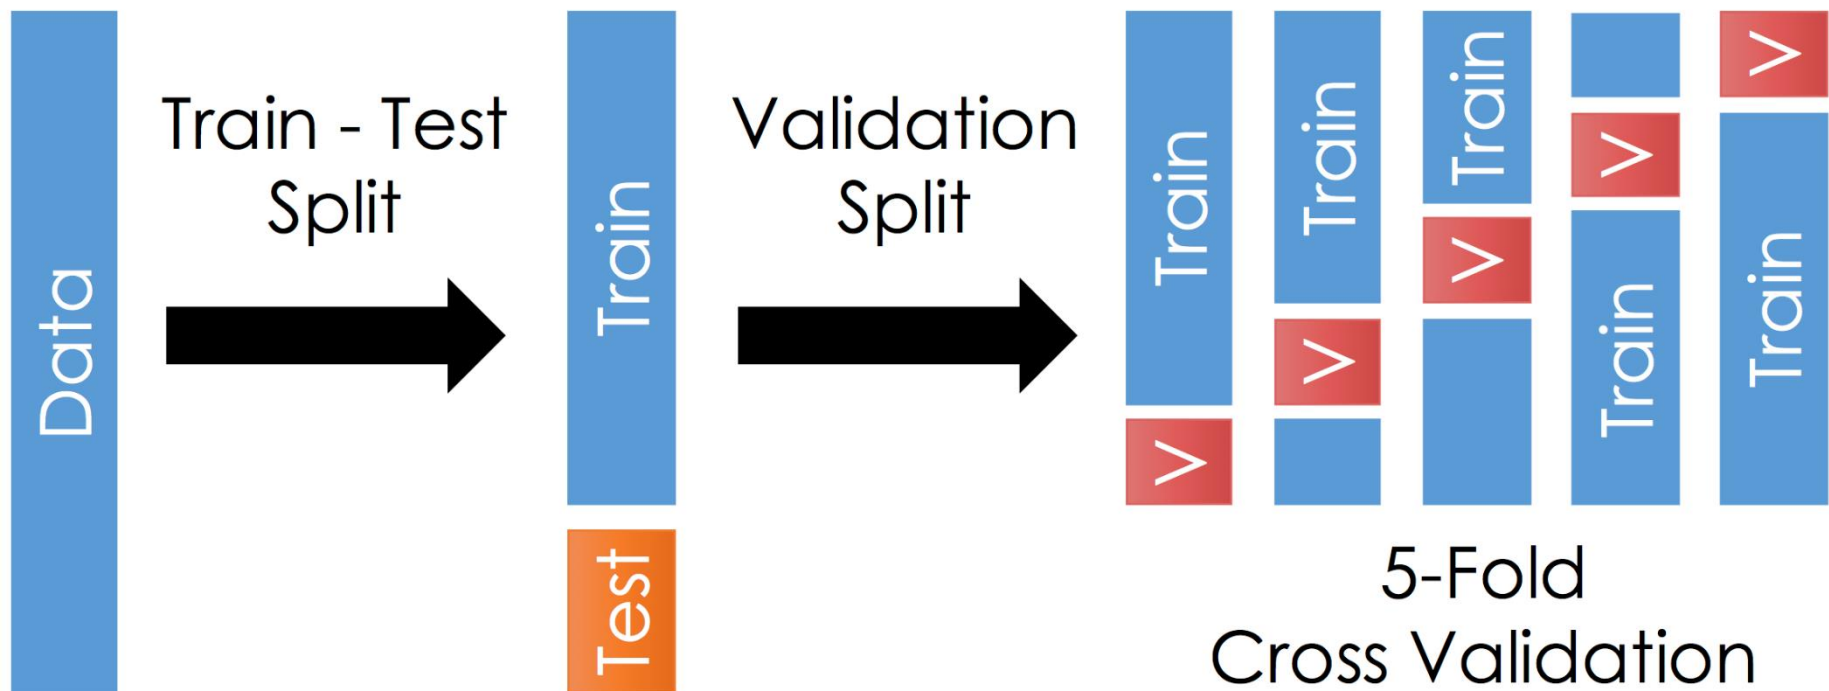 Data
Train - Test
Split
Train
Test
Validation
Split
Train
V
Train
V
Train
V
V
Train
V
Train
5-Fold
Cross Validation